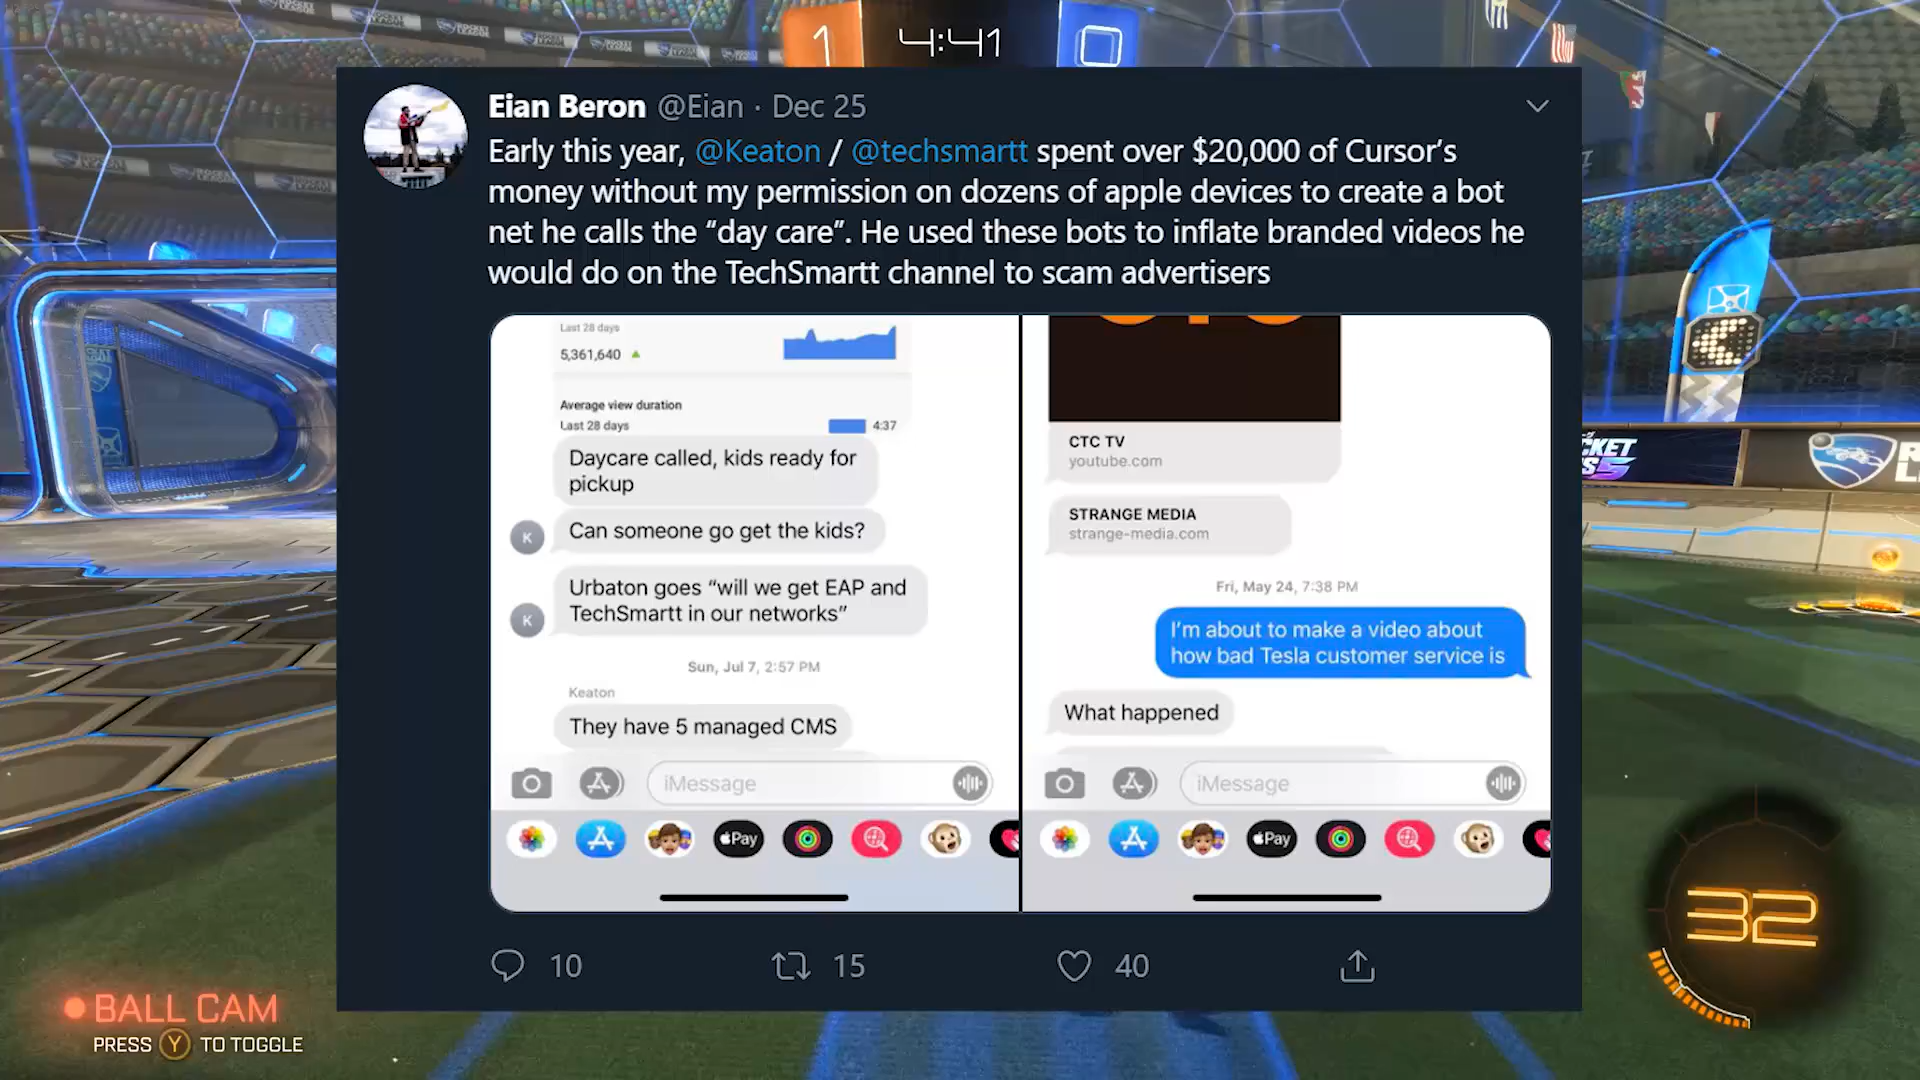 1 4:41 0
Eian Beron @Eian · Dec 25
Early this year, @Keaton / @techsmartt spent over $20,000 of Cursor's
money without my permission on dozens of apple devices to create a bot
net he calls the “day care”. He used these bots to inflate branded videos he
would do on the TechSmartt channel to scam advertisers
Last 28 days
5,361,640
Average view duration
Last 28 days
4:37
Daycare called, kids ready for
pickup
K
Can someone go get the kids?
K
Urbaton goes “will we get EAP and
TechSmartt in our networks”
Sun, Jul 7, 2:57 PM
Keaton
They have 5 managed CMS
iMessage
Pay
CTC TV
youtube.com
STRANGE MEDIA
strange-media.com
Fri, May 24, 7:38 PM
I'm about to make a video about
how bad Tesla customer service is
What happened
iMessage
Pay
10 15 40
32
BALL CAM
PRESS Y TO TOGGLE